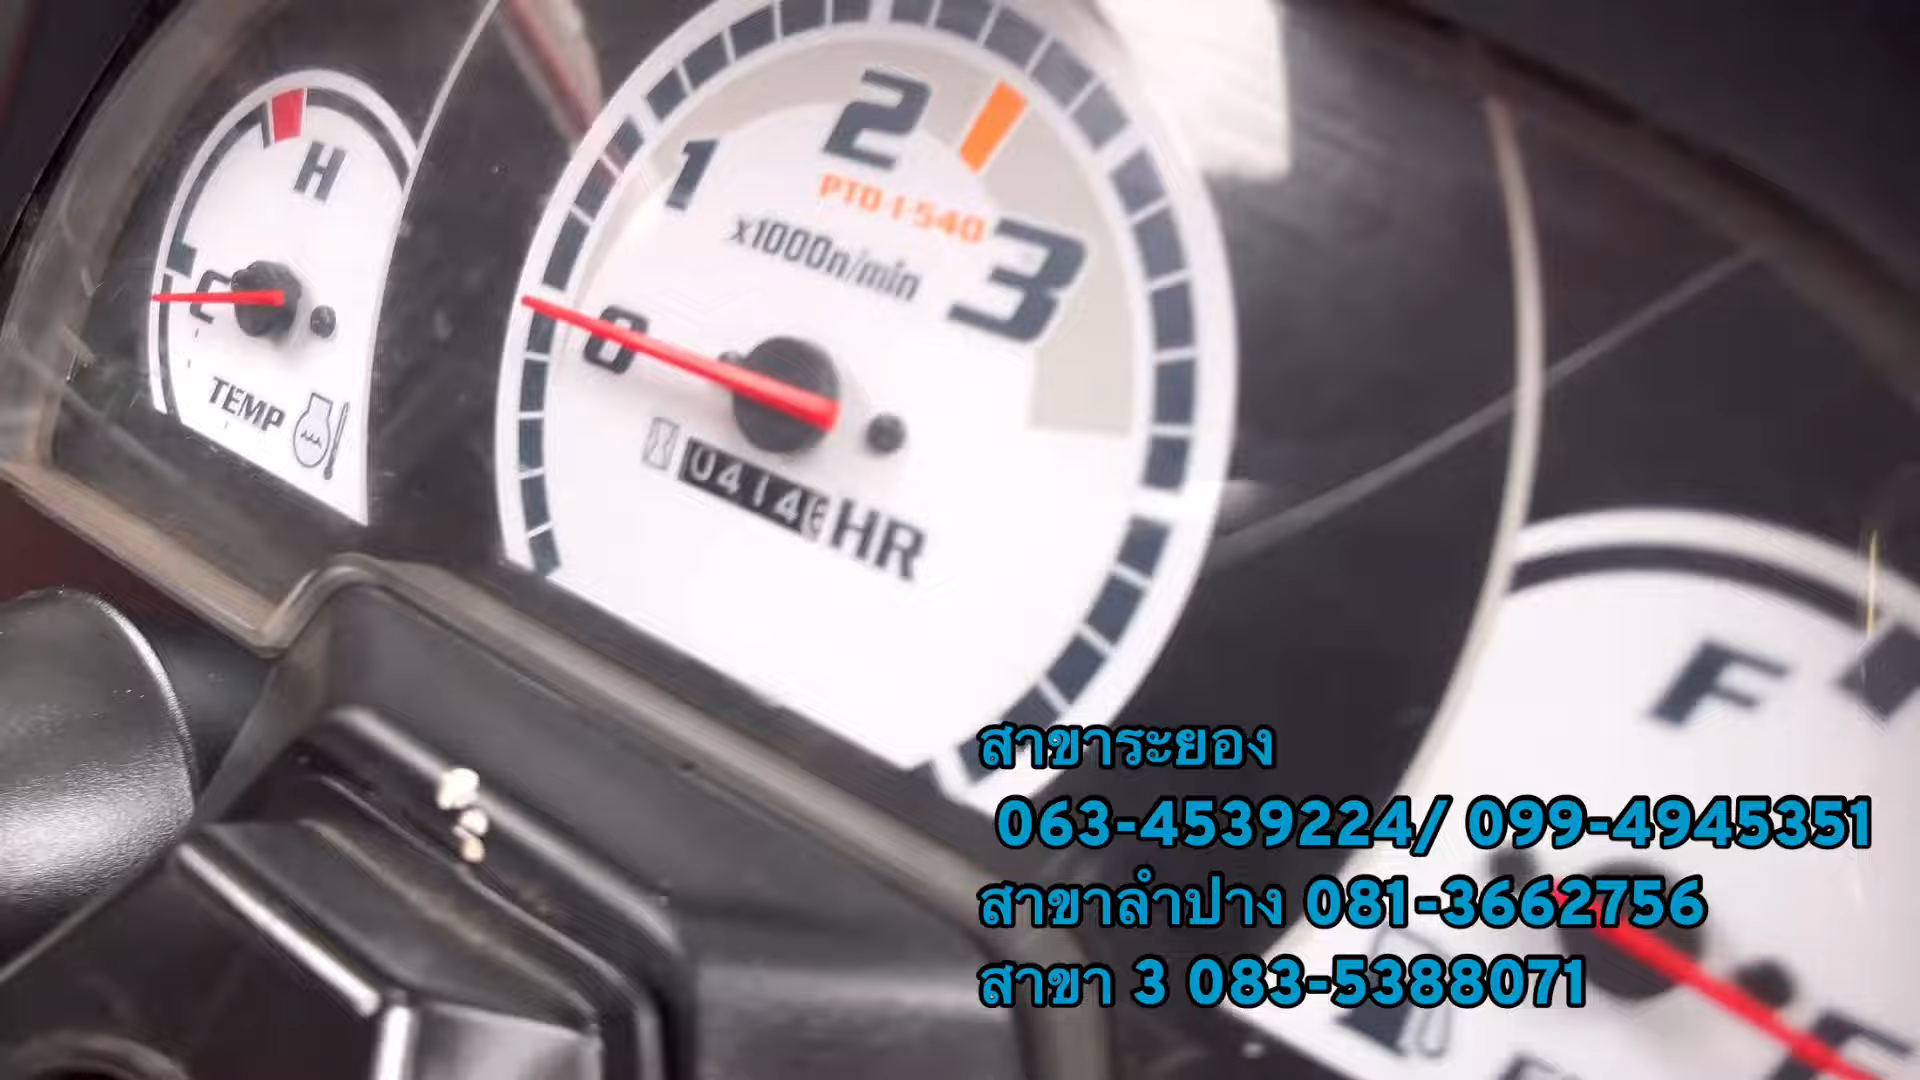 H
C
TEMP
0
1
2
3
PTO I 540
x1000n/min
04146 HR
F
สาขาระยอง
063-4539224/ 099-4945351
สาขาลำปาง 081-3662756
สาขา 3 083-5388071